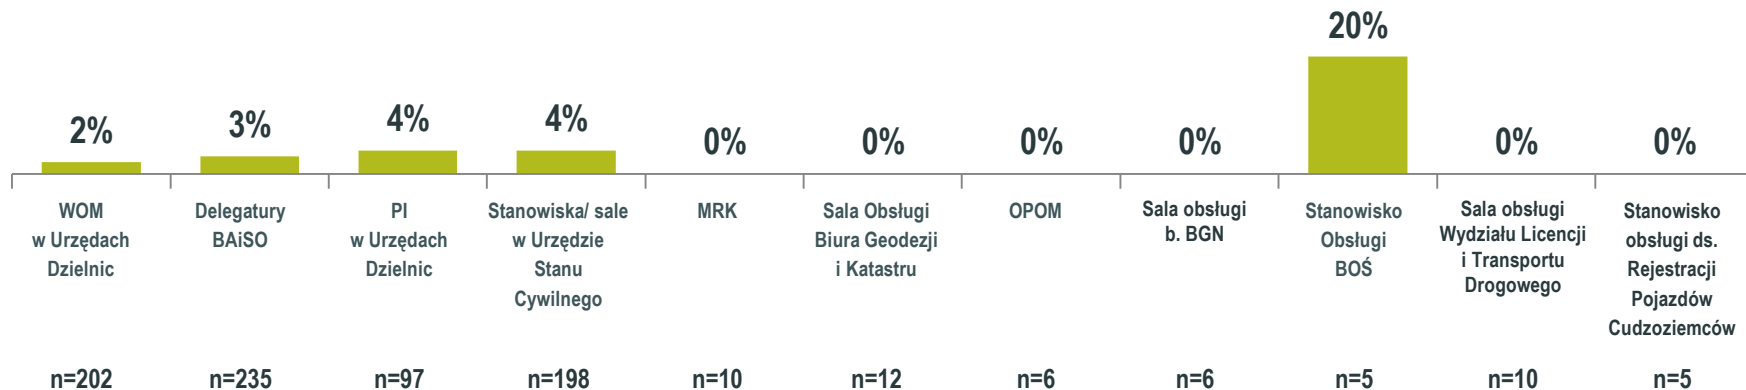 2%
3%
4%
4%
0%
0%
0%
0%
20%
0%
0%
WOM
w Urzędach
Dzielnic
Delegatury
BAiSO
PI
w Urzędach
Dzielnic
Stanowiska/ sale
w Urzędzie
Stanu
Cywilnego
MRK
Sala Obsługi
Biura Geodezji
i Katastru
OPOM
Sala obsługi
b. BGN
Stanowisko
Obsługi
BOŚ
Sala obsługi
Wydziału Licencji
i Transportu
Drogowego
Stanowisko
obsługi ds.
Rejestracji
Pojazdów
Cudzoziemców
n=202
n=235
n=97
n=198
n=10
n=12
n=6
n=6
n=5
n=10
n=5